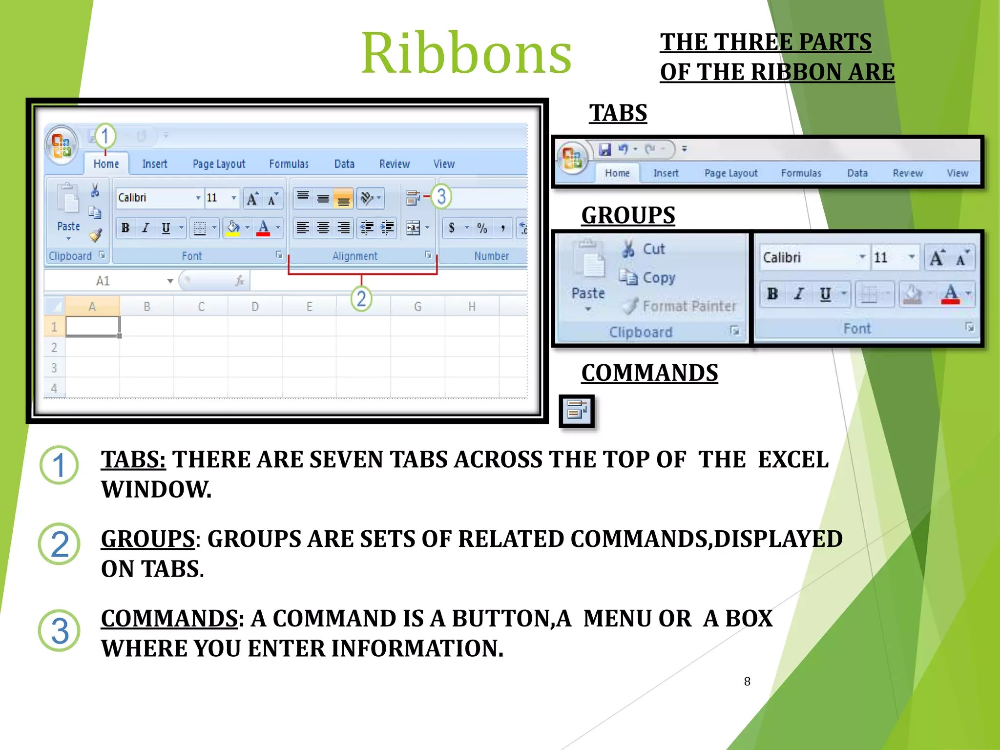 Ribbons
THE THREE PARTS
OF THE RIBBON ARE
1
Home Insert Page Layout Formulas Data Review View
Calibri 11
3
Paste
B I U A $ % ,
Clipboard Font Alignment Number
A1 fx
2
A B C D E G H
1
2
3
4
TABS
Home Insert Page Layout Formulas Data Review View
GROUPS
Cut
Copy
Paste
Format Painter
Clipboard
Calibri 11 A A
B I U A
Font
COMMANDS
1 TABS: THERE ARE SEVEN TABS ACROSS THE TOP OF THE EXCEL
WINDOW.
2 GROUPS: GROUPS ARE SETS OF RELATED COMMANDS,DISPLAYED
ON TABS.
3 COMMANDS: A COMMAND IS A BUTTON,A MENU OR A BOX
WHERE YOU ENTER INFORMATION.
8